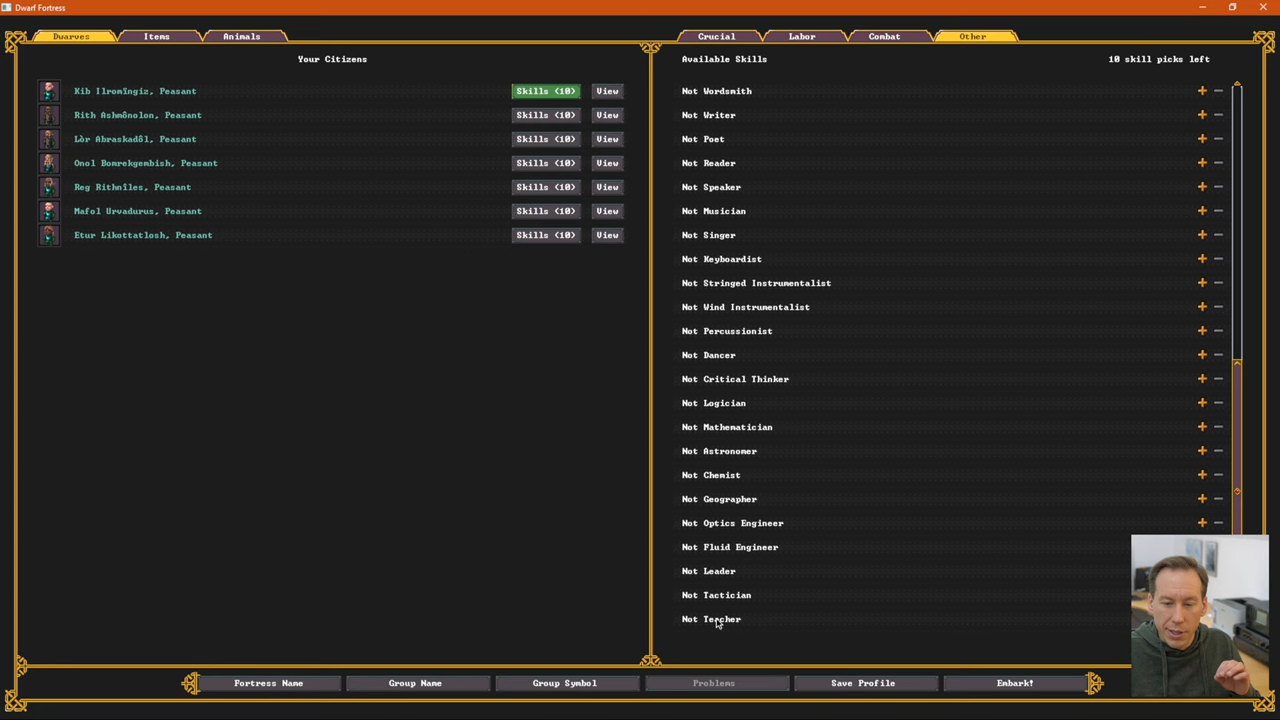 Dwarf Fortress
Dwarves Items Animals
Crucial Labor Combat Other
Your Citizens
Available Skills 10 skill picks left
Kib Ilromîngiz, Peasant Skills (10) View
Rith Ashmônolon, Peasant Skills (10) View
Lòr Abraskadôl, Peasant Skills (10) View
Onol Bomrekgembish, Peasant Skills (10) View
Reg Rithnîles, Peasant Skills (10) View
Mafol Urvadurus, Peasant Skills (10) View
Etur Likottatlosh, Peasant Skills (10) View
Not Wordsmith
Not Writer
Not Poet
Not Reader
Not Speaker
Not Musician
Not Singer
Not Keyboardist
Not Stringed Instrumentalist
Not Wind Instrumentalist
Not Percussionist
Not Dancer
Not Critical Thinker
Not Logician
Not Mathematician
Not Astronomer
Not Chemist
Not Geographer
Not Optics Engineer
Not Fluid Engineer
Not Leader
Not Tactician
Not Teacher
Fortress Name Group Name Group Symbol Problems Save Profile Embark!